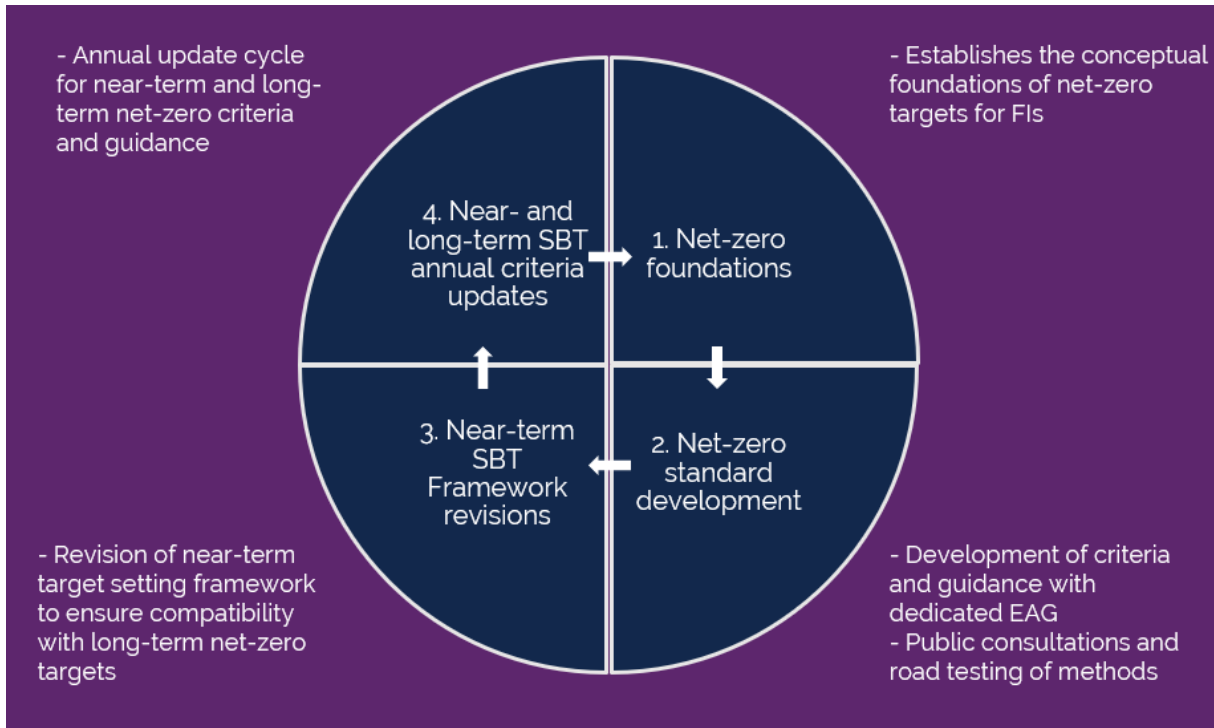 - Annual update cycle
for near-term and long-
term net-zero criteria
and guidance
- Establishes the conceptual
foundations of net-zero
targets for FIs
4. Near- and
long-term SBT
annual criteria
updates
1. Net-zero
foundations
3. Near-term
SBT
Framework
revisions
2. Net-zero
standard
development
- Revision of near-term
target setting framework
to ensure compatibility
with long-term net-zero
targets
- Development of criteria
and guidance with
dedicated EAG
- Public consultations and
road testing of methods